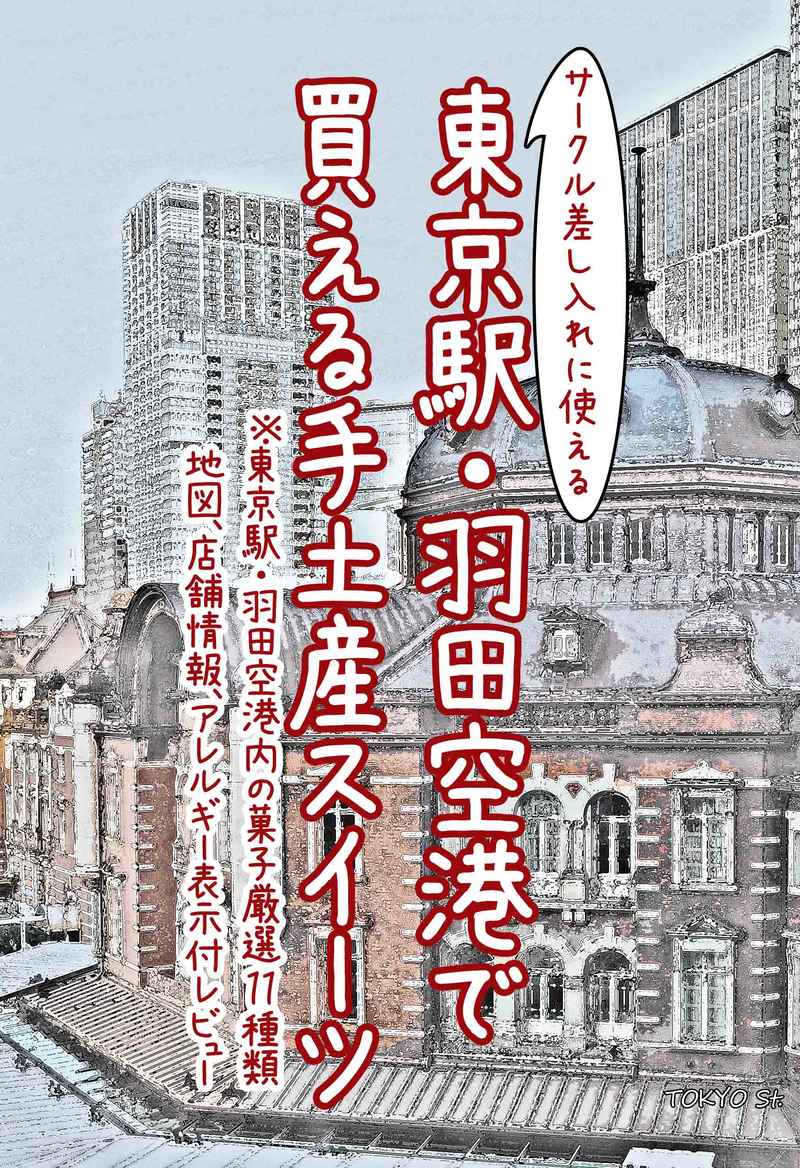 サークル差し入れに使える
東京駅・羽田空港で
買える手土産スイーツ
※東京駅・羽田空港内の菓子厳選11種類
地図、店舗情報、アレルギー表示付レビュー
TOKYO St.